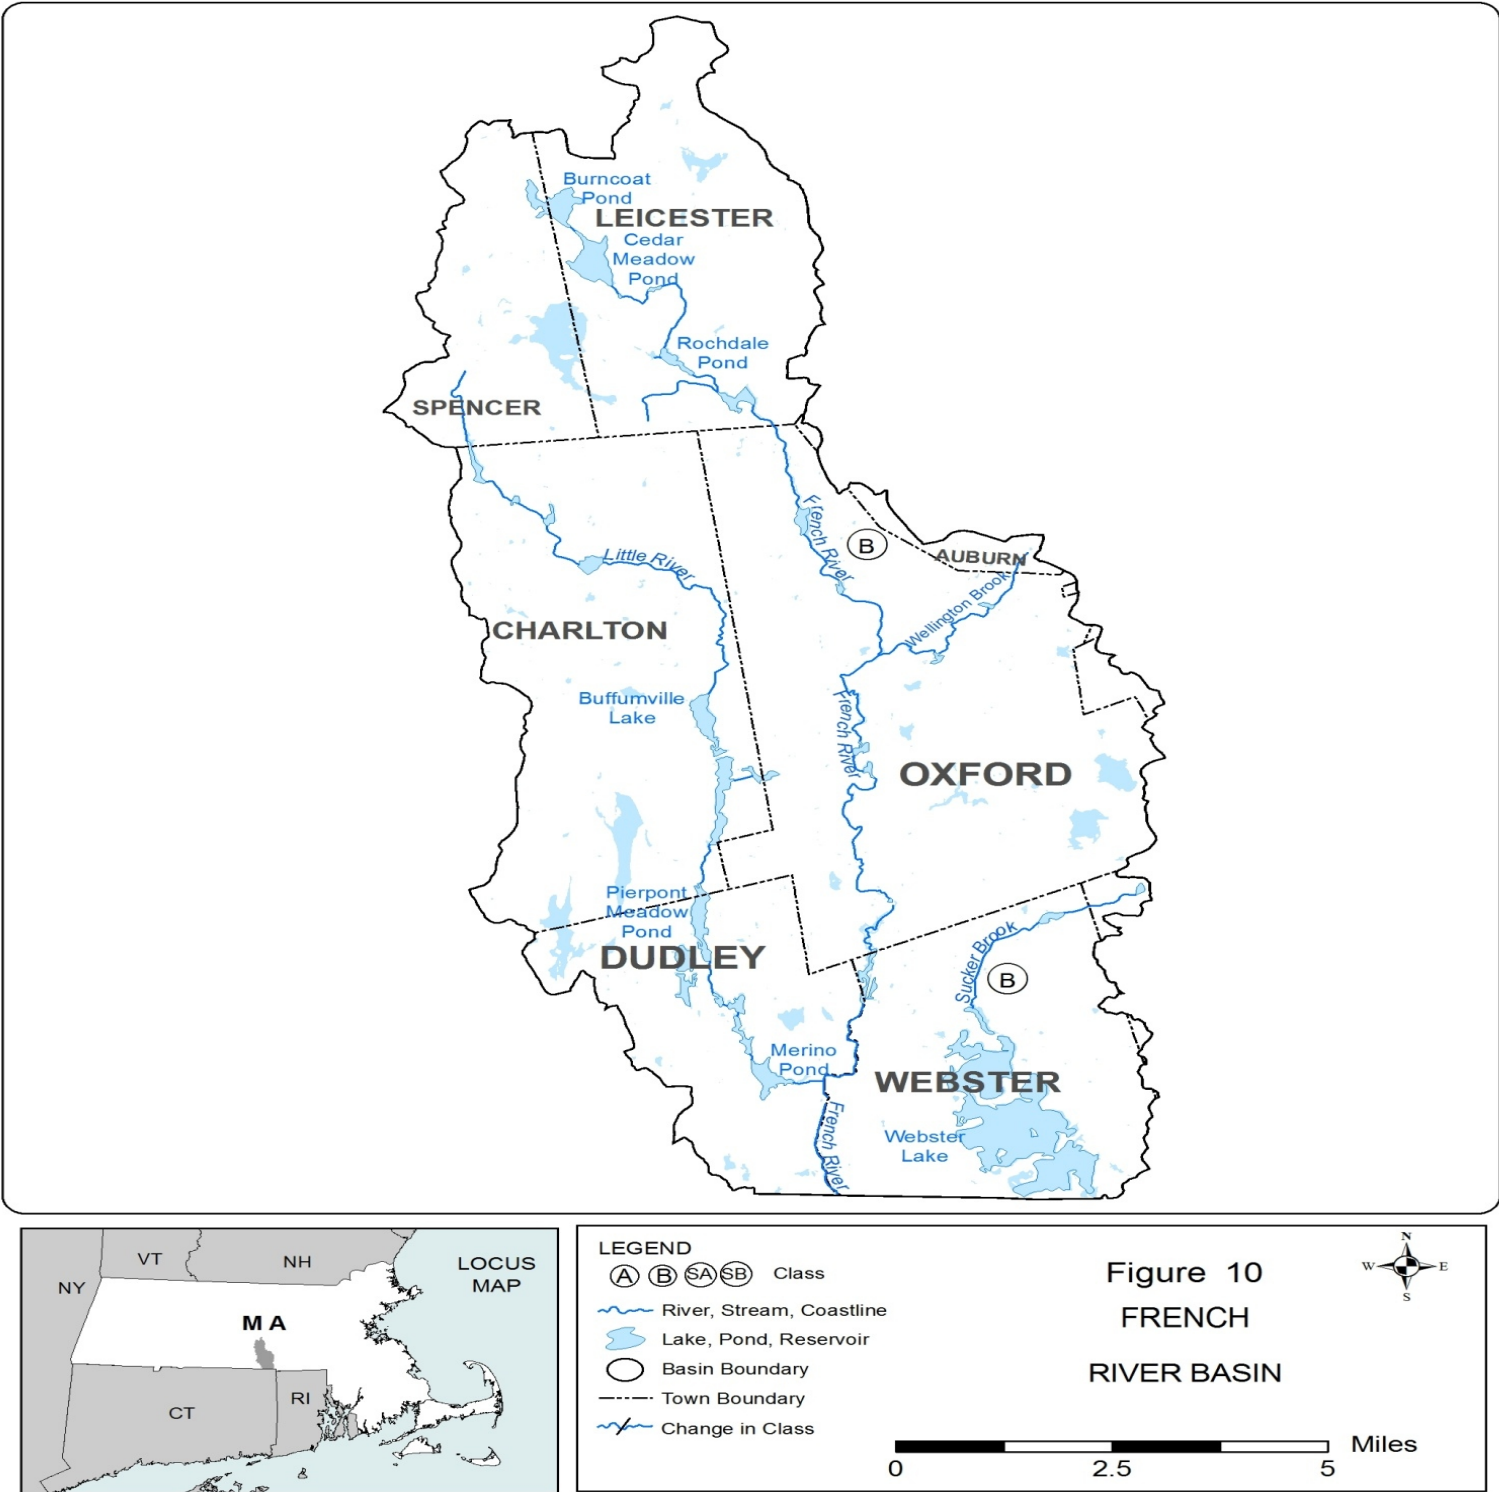 Burncoat
Pond
LEICESTER
Cedar
Meadow
Pond
Rochdale
Pond
SPENCER
French River
B
AUBURN
Little River
Wellington Brook
CHARLTON
Buffumville
Lake
French River
OXFORD
Pierpont
Meadow
Pond
DUDLEY
Sucker Brook
B
Merino
Pond
WEBSTER
French River
Webster
Lake
NY
VT
NH
LOCUS
MAP
MA
CT
RI
LEGEND
A B SA SB Class
River, Stream, Coastline
Lake, Pond, Reservoir
Basin Boundary
Town Boundary
Change in Class
Figure 10
FRENCH
RIVER BASIN
N
W E
S
Miles
0 2.5 5